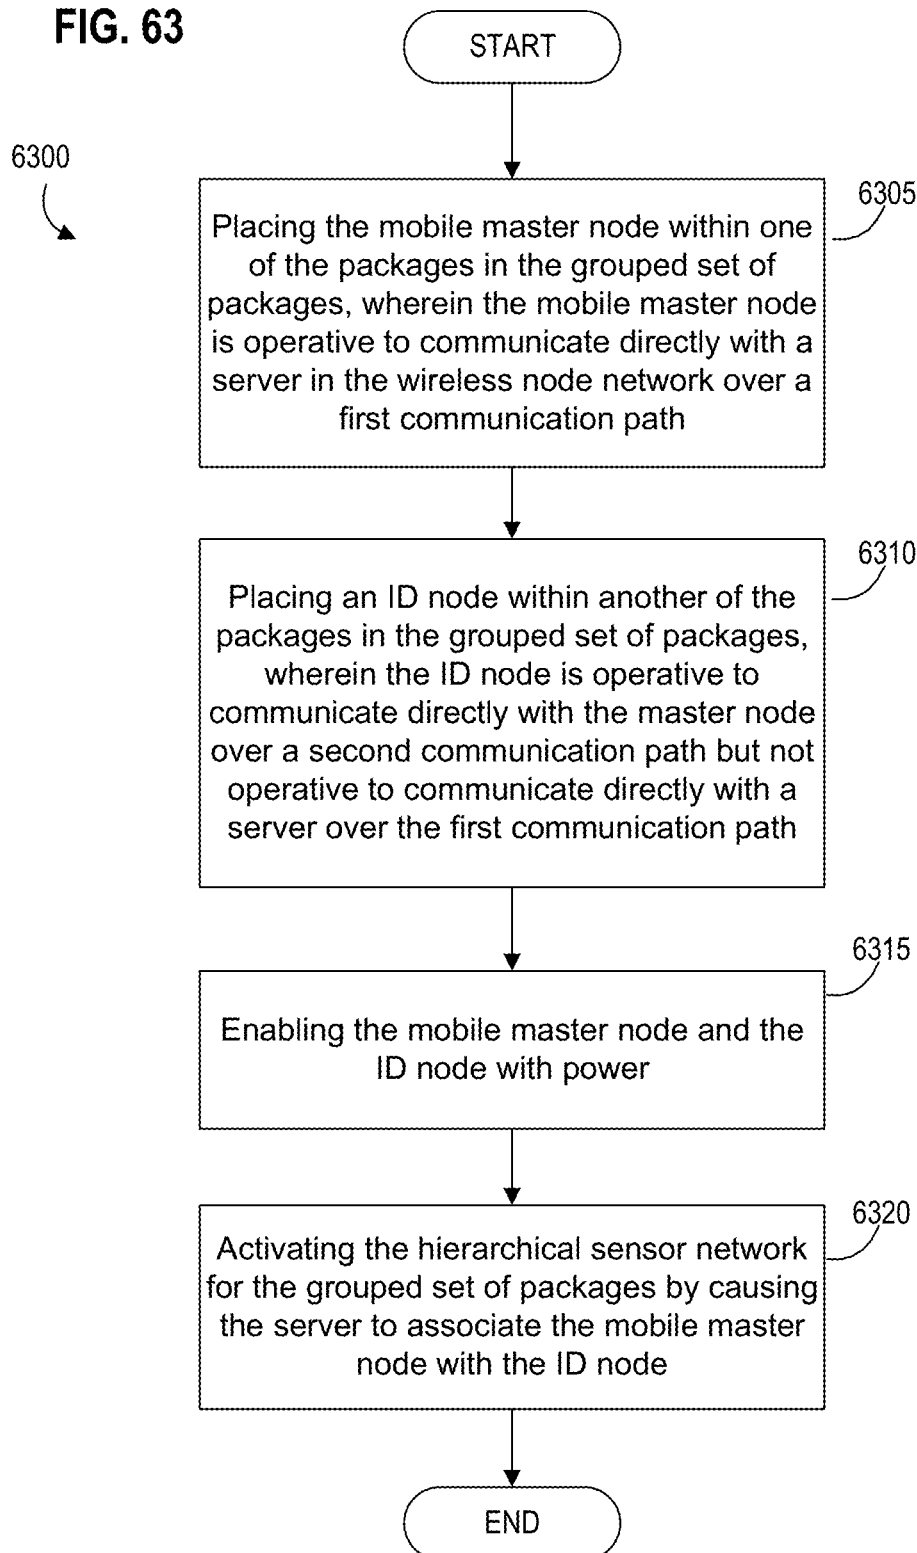 FIG. 63
START
6300
6305
Placing the mobile master node within one
of the packages in the grouped set of
packages, wherein the mobile master node
is operative to communicate directly with a
server in the wireless node network over a
first communication path
6310
Placing an ID node within another of the
packages in the grouped set of packages,
wherein the ID node is operative to
communicate directly with the master node
over a second communication path but not
operative to communicate directly with a
server over the first communication path
6315
Enabling the mobile master node and the
ID node with power
6320
Activating the hierarchical sensor network
for the grouped set of packages by causing
the server to associate the mobile master
node with the ID node
END